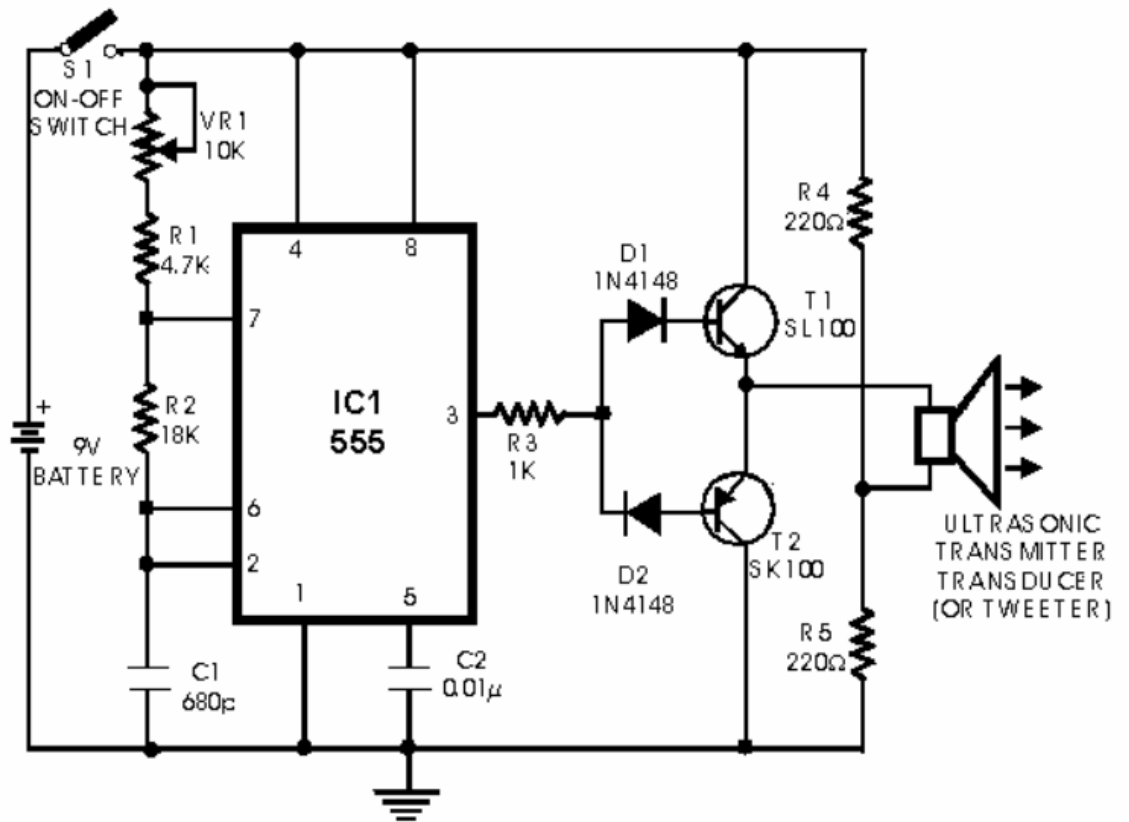 S1
ON-OFF
SWITCH
VR1
10K
R1
4.7K
4
8
7
R2
18K
+
9V
BATTERY
IC1
555
3
6
2
1
5
R3
1K
D1
1N4148
T1
SL100
D2
1N4148
T2
SK100
R4
220Ω
R5
220Ω
C1
680p
C2
0.01µ
ULTRASONIC
TRANSMITTER
TRANSDUCER
(OR TWEETER)